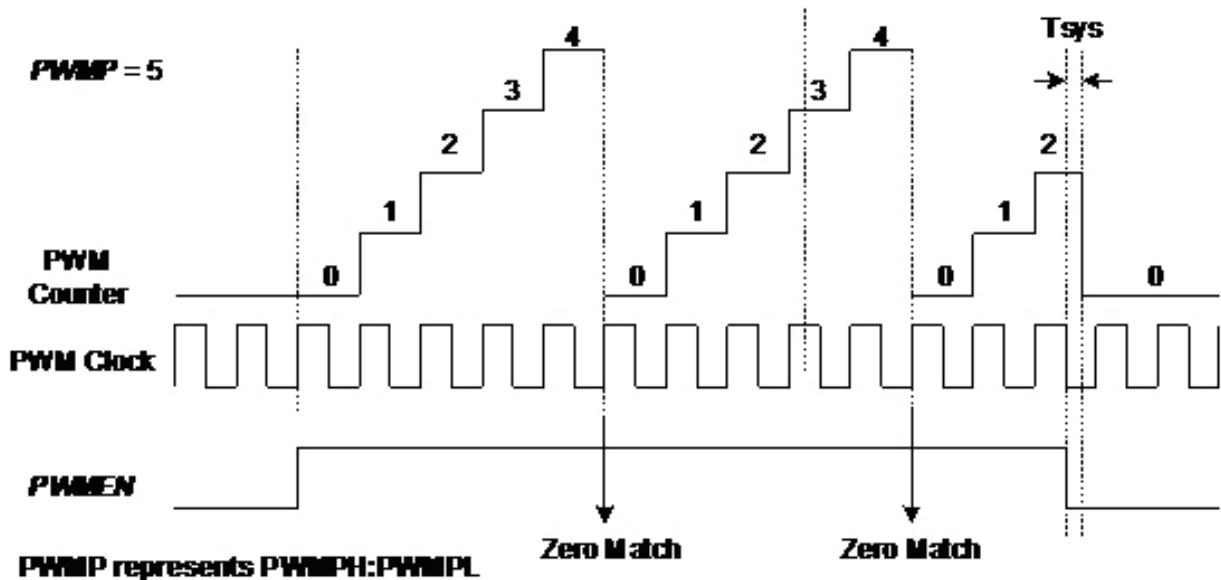 Tsys
PWMP = 5
4
4
3
3
2
2
2
1
1
1
PWM
Counter
0
0
0
0
PWM Clock
PWMEN
Zero Match
Zero Match
PWMP represents PWMPH:PWMPL